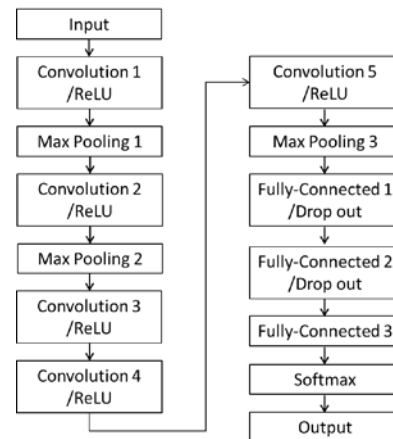 Input
Convolution 1
/ReLU
Max Pooling 1
Convolution 2
/ReLU
Max Pooling 2
Convolution 3
/ReLU
Convolution 4
/ReLU
Convolution 5
/ReLU
Max Pooling 3
Fully-Connected 1
/Drop out
Fully-Connected 2
/Drop out
Fully-Connected 3
Softmax
Output